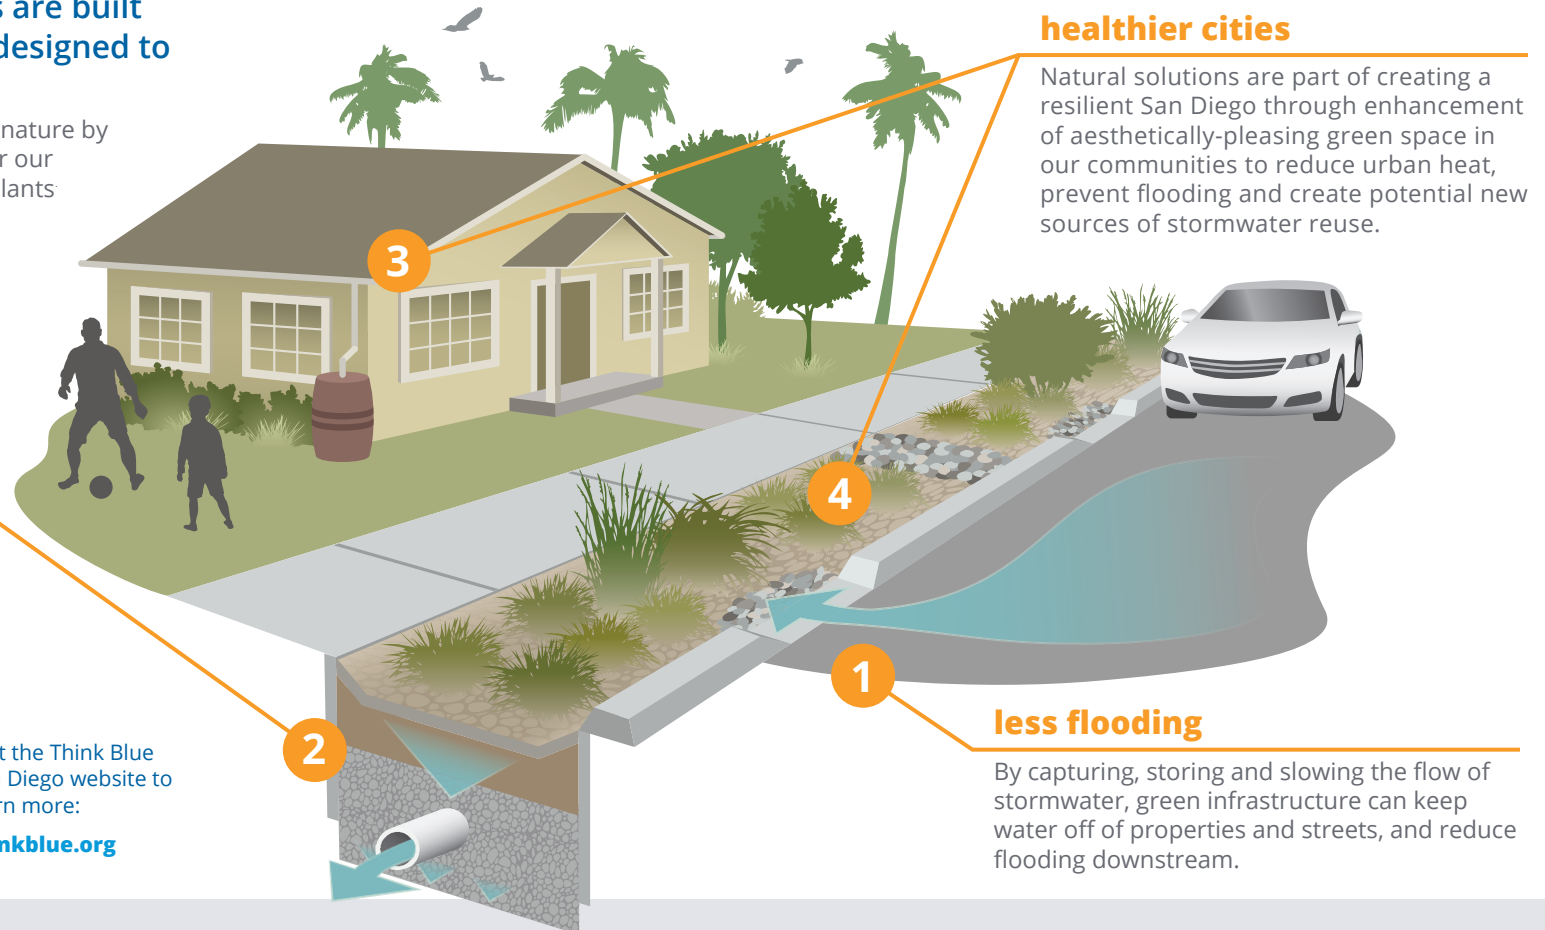 s are built
designed to
nature by
r our
lants
healthier cities
Natural solutions are part of creating a
resilient San Diego through enhancement
of aesthetically-pleasing green space in
our communities to reduce urban heat,
prevent flooding and create potential new
sources of stormwater reuse.
3
4
1
2
less flooding
By capturing, storing and slowing the flow of
stormwater, green infrastructure can keep
water off of properties and streets, and reduce
flooding downstream.
t the Think Blue
Diego website to
rn more:
nkblue.org